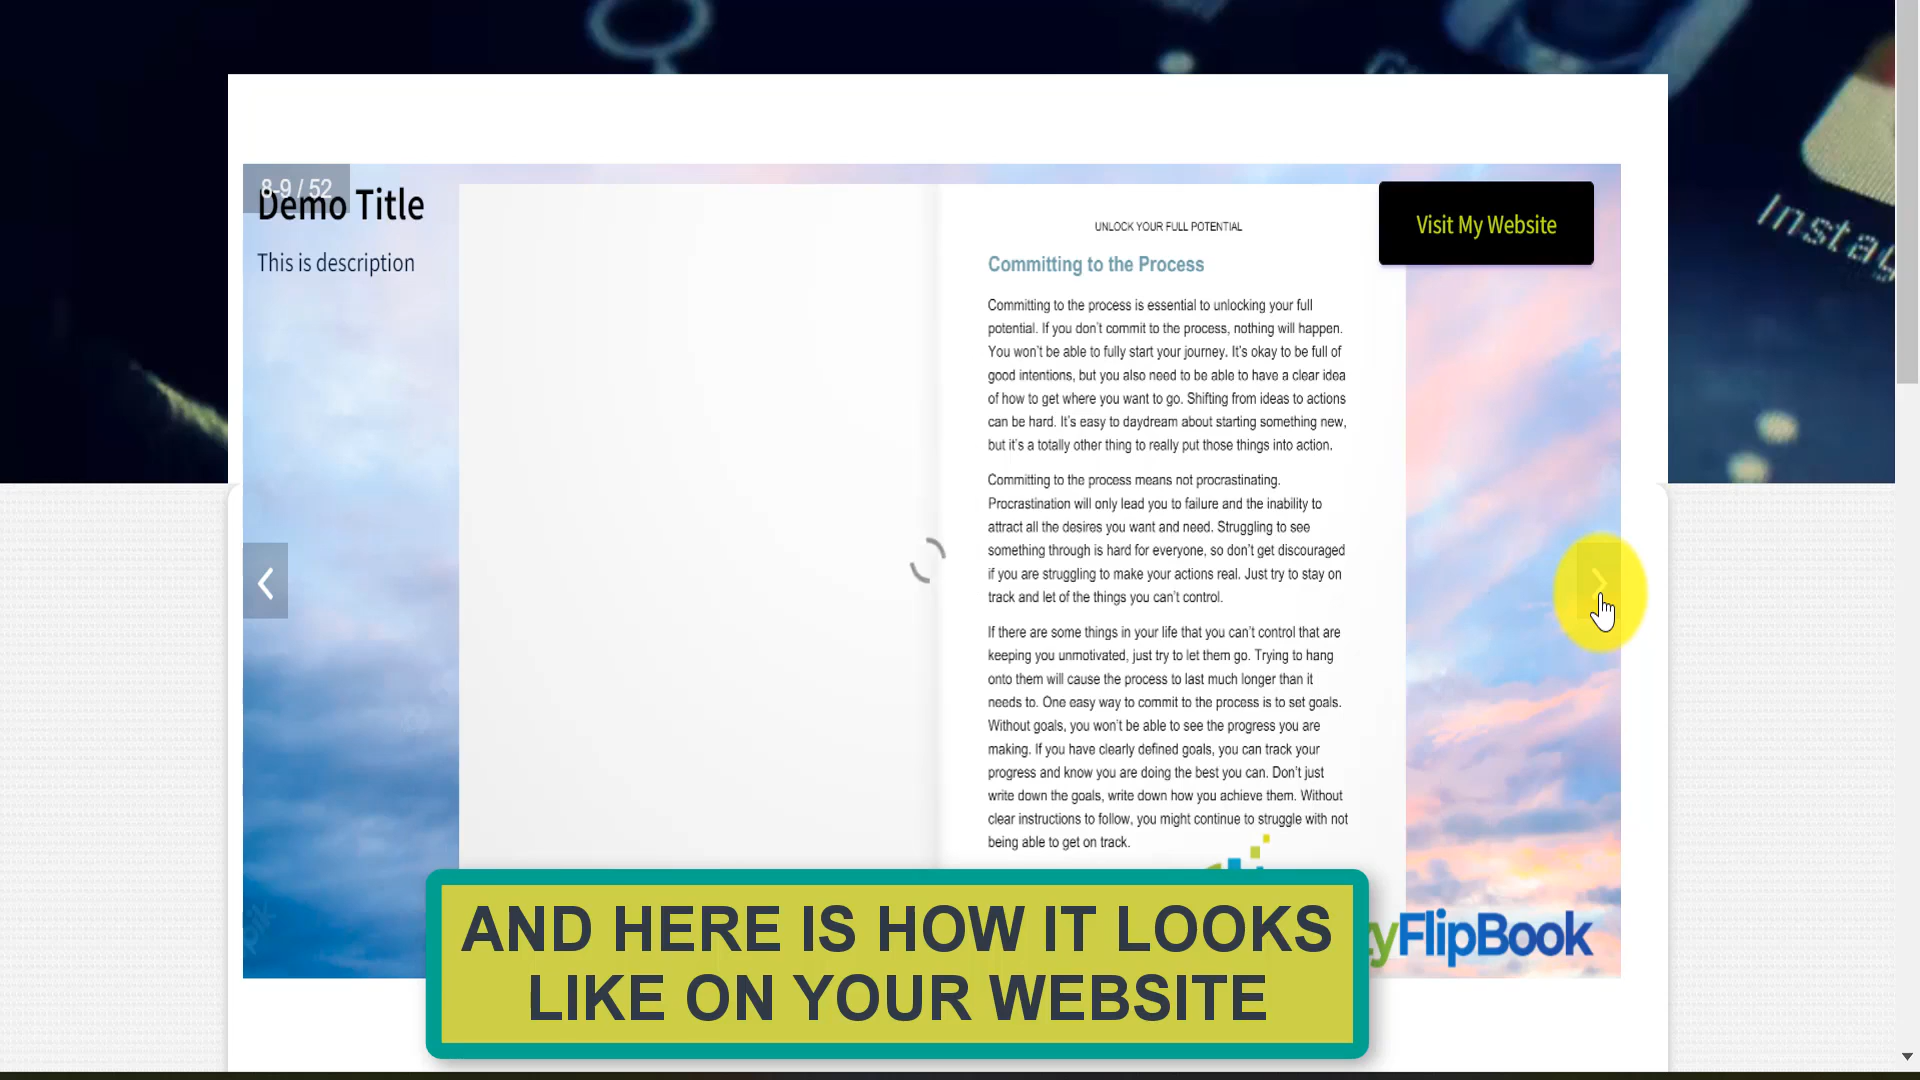 8-9 / 52
Demo Title
This is description
UNLOCK YOUR FULL POTENTIAL
Visit My Website
Committing to the Process
Committing to the process is essential to unlocking your full
potential. If you don't commit to the process, nothing will happen.
You won't be able to fully start your journey. It's okay to be full of
good intentions, but you also need to be able to have a clear idea
of how to get where you want to go. Shifting from ideas to actions
can be hard. It's easy to daydream about starting something new,
but it's a totally other thing to really put those things into action.
Committing to the process means not procrastinating.
Procrastination will only lead you to failure and the inability to
attract all the desires you want and need. Struggling to see
something through is hard for everyone, so don't get discouraged
if you are struggling to make your actions real. Just try to stay on
track and let of the things you can't control.
If there are some things in your life that you can't control that are
keeping you unmotivated, just try to let them go. Trying to hang
onto them will cause the process to last much longer than it
needs to. One easy way to commit to the process is to set goals.
Without goals, you won't be able to see the progress you are
making. If you have clearly defined goals, you can track your
progress and know you are doing the best you can. Don't just
write down the goals, write down how you achieve them. Without
clear instructions to follow, you might continue to struggle with not
being able to get on track.
yFlipBook
AND HERE IS HOW IT LOOKS
LIKE ON YOUR WEBSITE
Instag